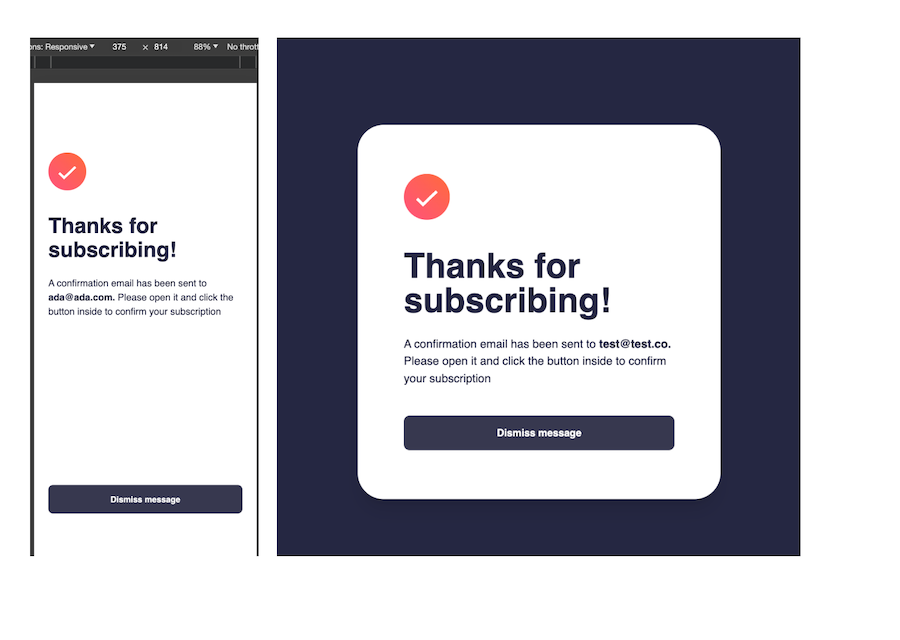 ons: Responsive ▾ 375 × 814 88% ▾ No thrott
Thanks for
subscribing!
A confirmation email has been sent to
ada@ada.com. Please open it and click the
button inside to confirm your subscription
Dismiss message
Thanks for
subscribing!
A confirmation email has been sent to test@test.co.
Please open it and click the button inside to confirm
your subscription
Dismiss message